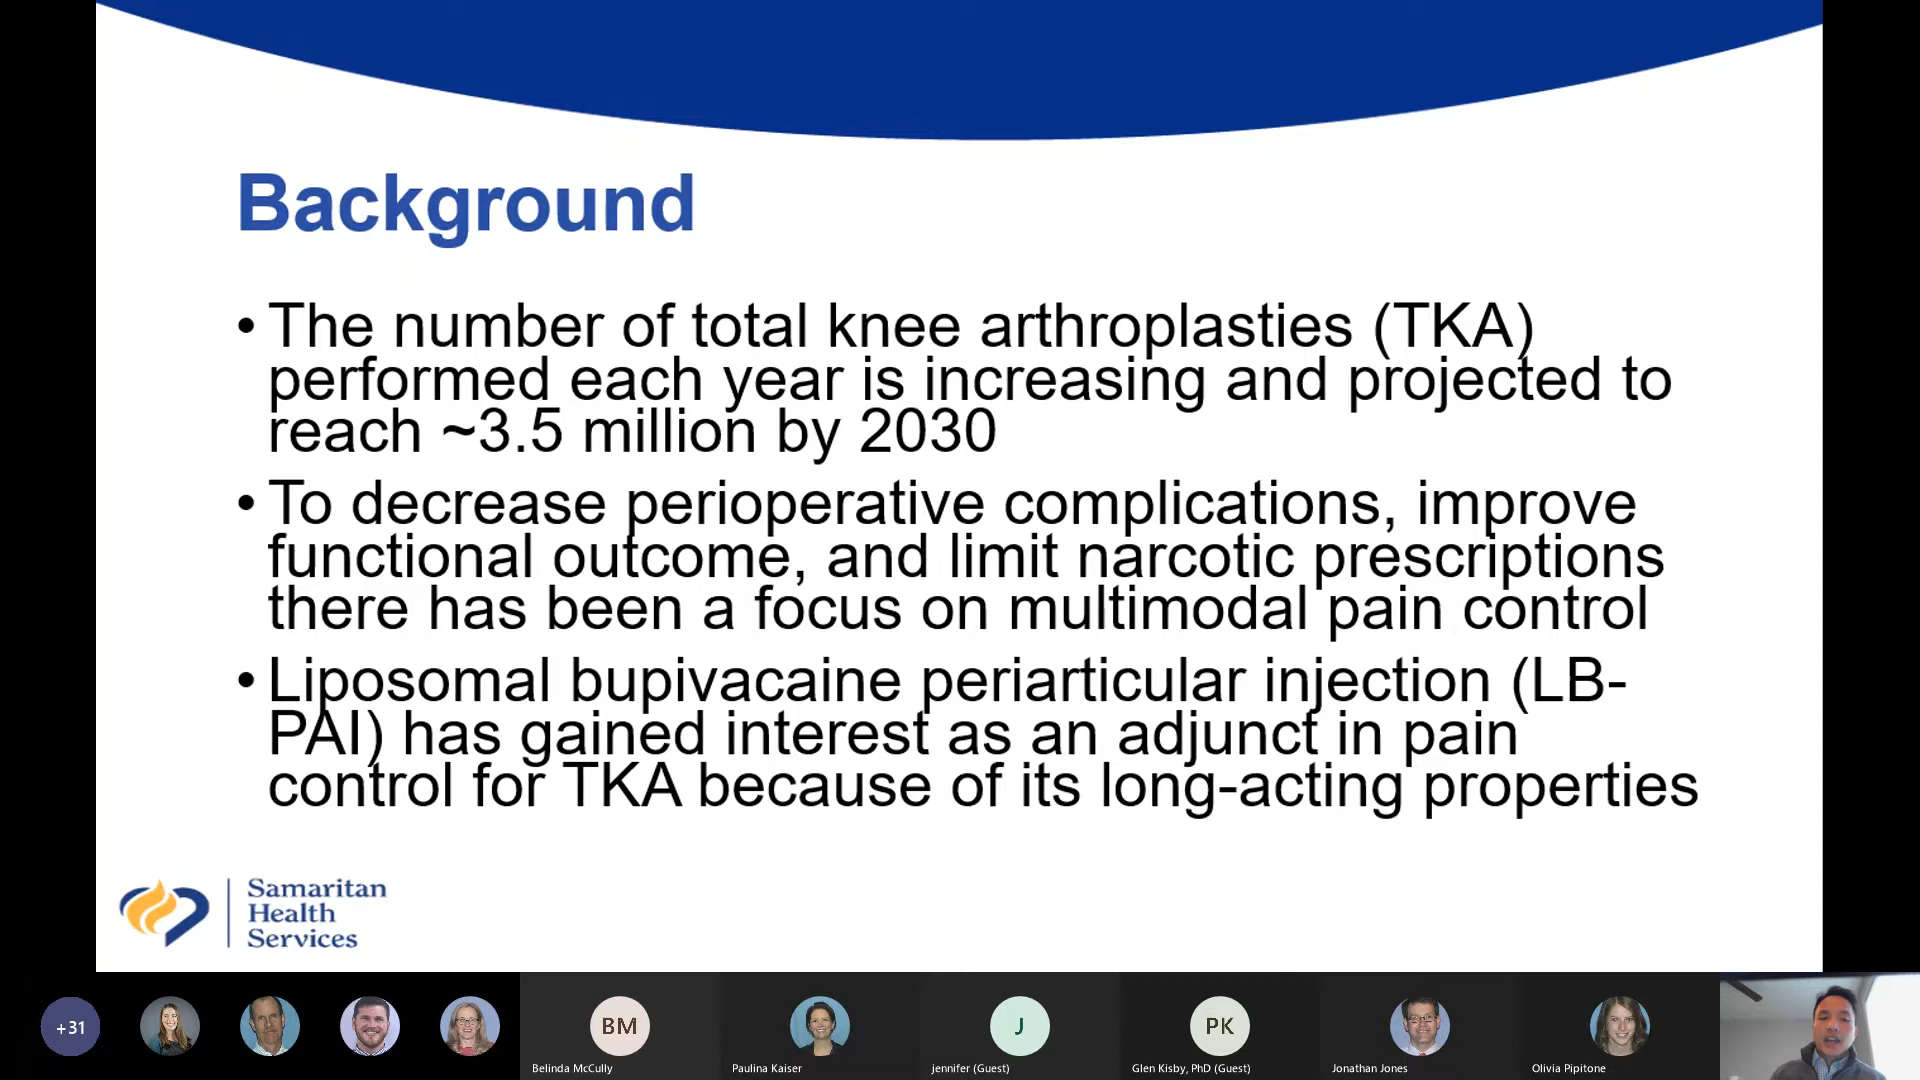 Background
• The number of total knee arthroplasties (TKA)
performed each year is increasing and projected to
reach ~3.5 million by 2030
• To decrease perioperative complications, improve
functional outcome, and limit narcotic prescriptions
there has been a focus on multimodal pain control
• Liposomal bupivacaine periarticular injection (LB-
PAI) has gained interest as an adjunct in pain
control for TKA because of its long-acting properties
Samaritan
Health
Services
+31
BM
J
PK
Belinda McCully
Paulina Kaiser
jennifer (Guest)
Glen Kisby, PhD (Guest)
Jonathan Jones
Olivia Pipitone